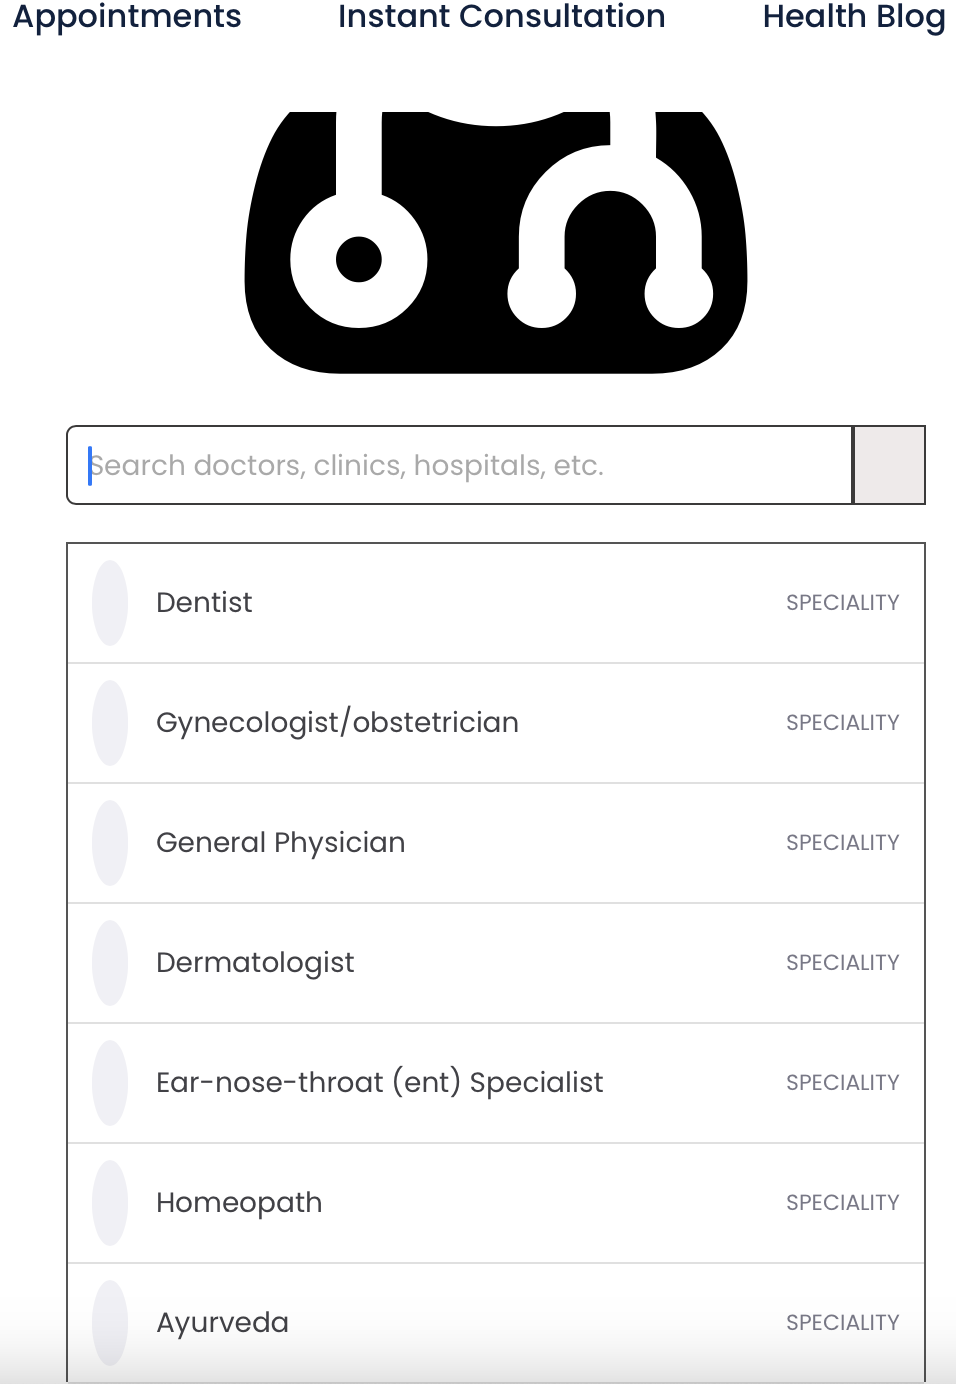 Appointments Instant Consultation Health Blog
Search doctors, clinics, hospitals, etc.
Dentist SPECIALITY
Gynecologist/obstetrician SPECIALITY
General Physician SPECIALITY
Dermatologist SPECIALITY
Ear-nose-throat (ent) Specialist SPECIALITY
Homeopath SPECIALITY
Ayurveda SPECIALITY